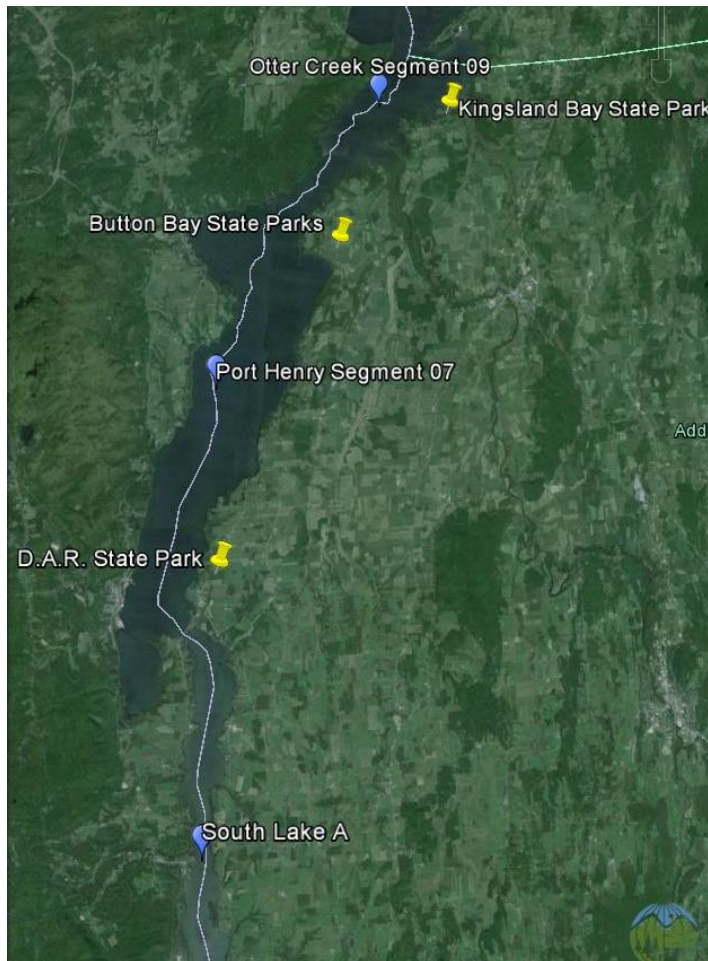 Otter Creek Segment 09
Kingsland Bay State Park
Button Bay State Parks
Port Henry Segment 07
Add
D.A.R. State Park
South Lake A